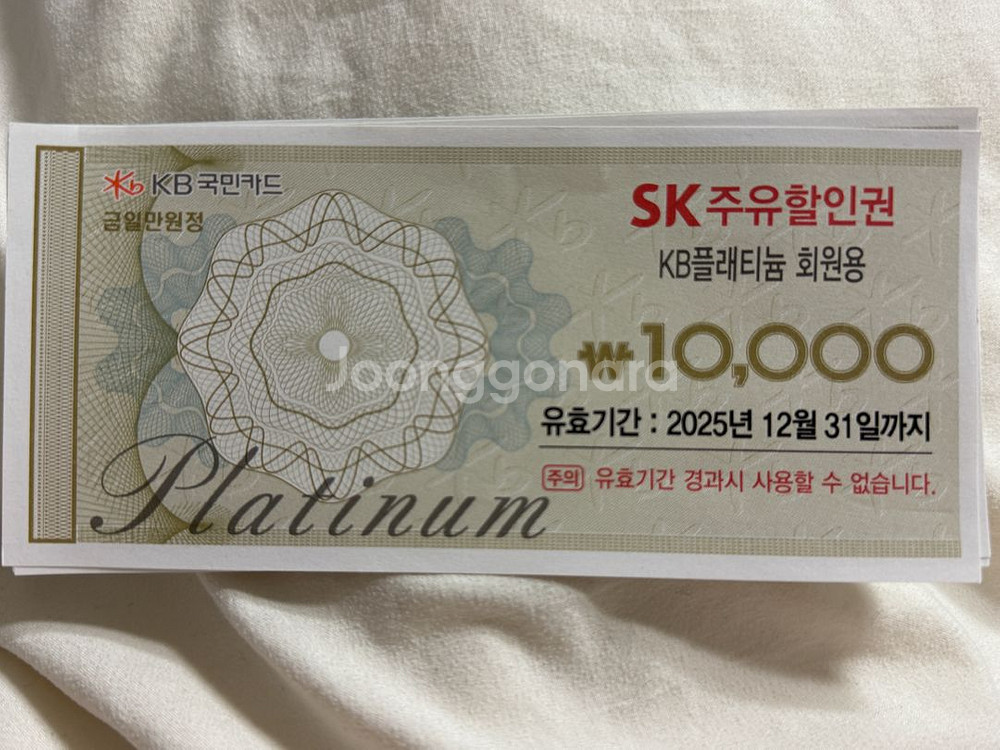 KB 국민카드
금일만원정
SK주유할인권
KB플래티늄 회원용
₩10,000
Joonggonara
유효기간 : 2025년 12월 31일까지
주의 유효기간 경과시 사용할 수 없습니다.
Platinum